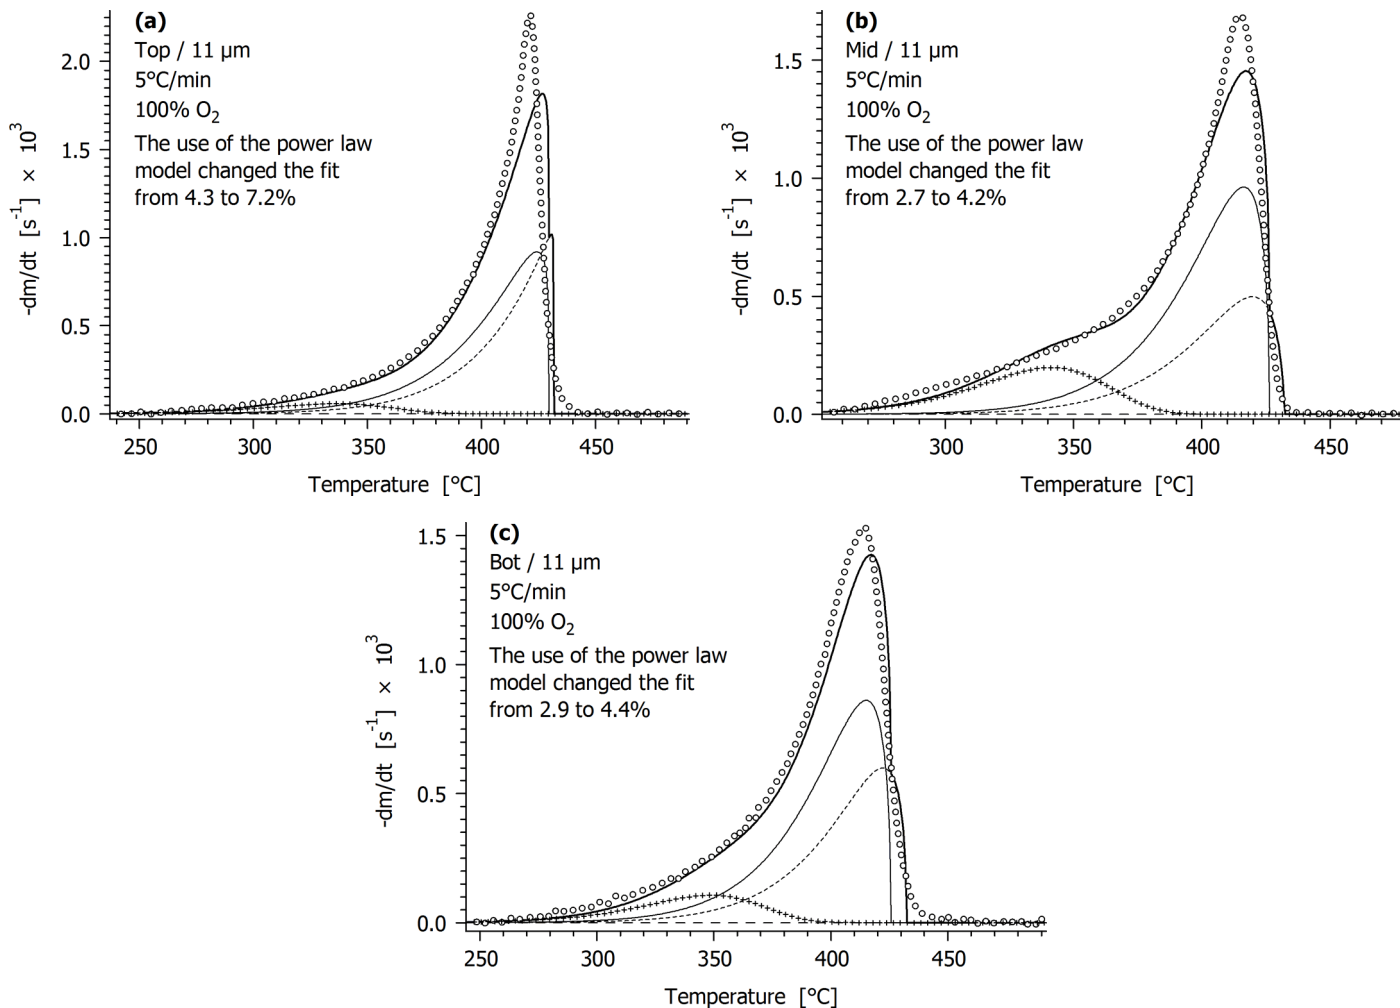 (a)
Top / 11 µm
5°C/min
100% O₂
The use of the power law
model changed the fit
from 4.3 to 7.2%
2.0
1.5
1.0
0.5
0.0
-dm/dt [s⁻¹] × 10³
250
300
350
400
450
Temperature [°C]
(b)
Mid / 11 µm
5°C/min
100% O₂
The use of the power law
model changed the fit
from 2.7 to 4.2%
1.5
1.0
0.5
0.0
-dm/dt [s⁻¹] × 10³
300
350
400
450
Temperature [°C]
(c)
Bot / 11 µm
5°C/min
100% O₂
The use of the power law
model changed the fit
from 2.9 to 4.4%
1.5
1.0
0.5
0.0
-dm/dt [s⁻¹] × 10³
250
300
350
400
450
Temperature [°C]